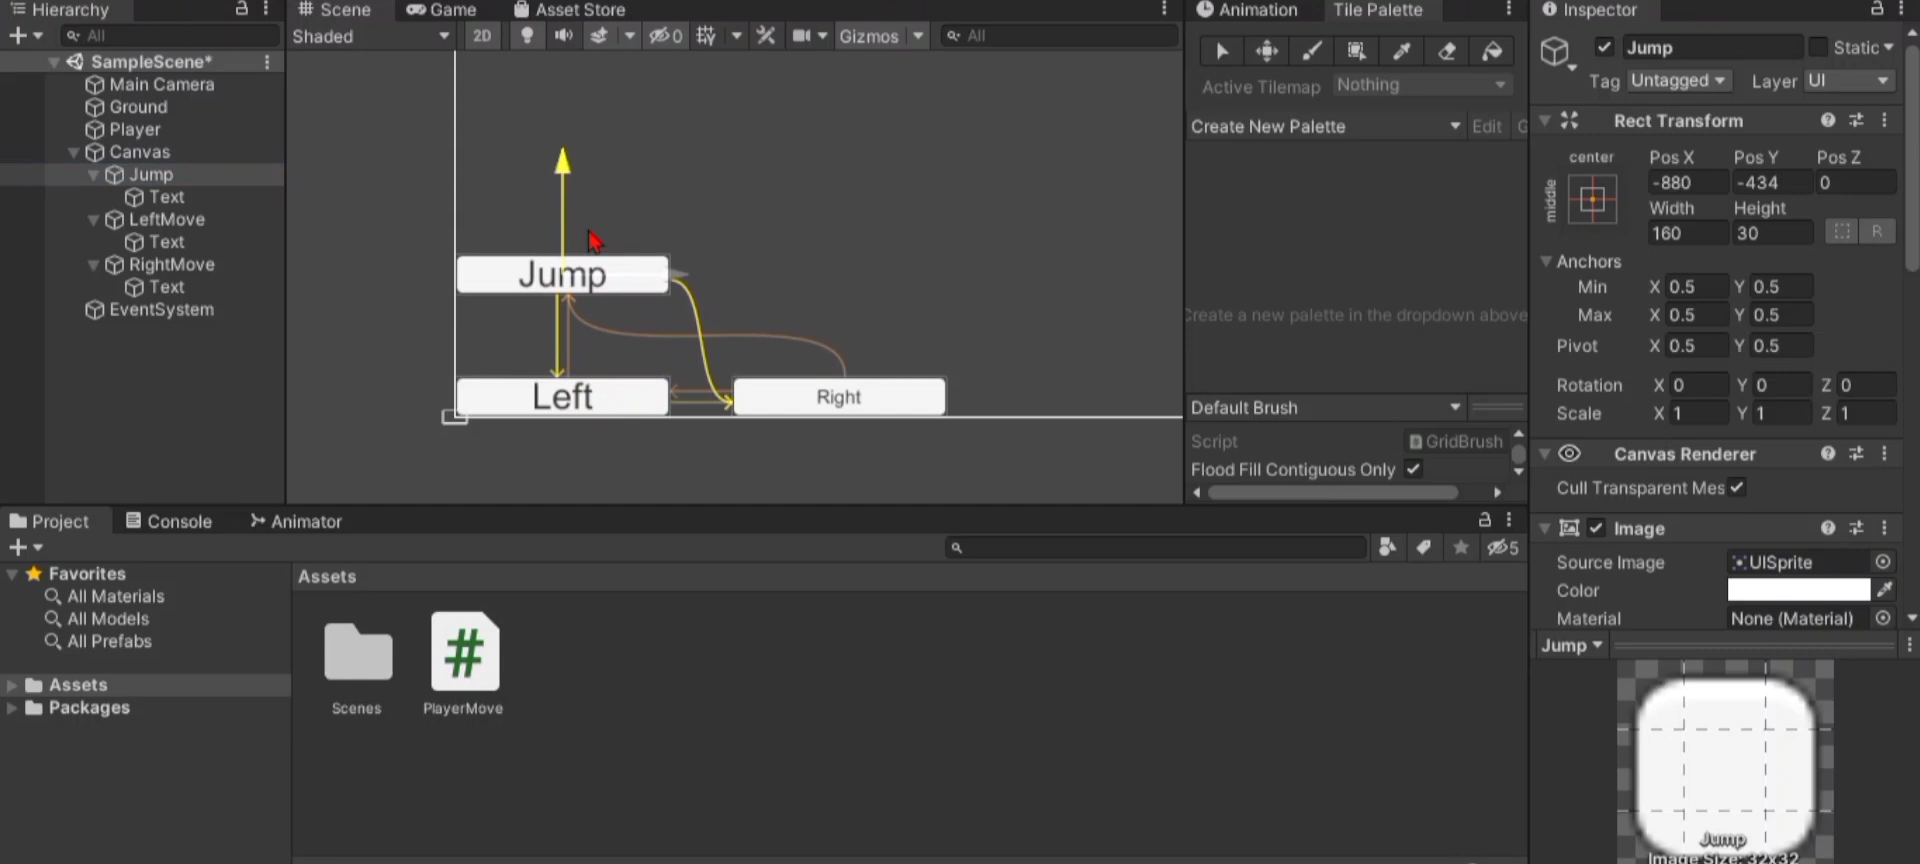 Hierarchy
All
SampleScene*
Main Camera
Ground
Player
Canvas
Jump
Text
LeftMove
Text
RightMove
Text
EventSystem
Scene Game Asset Store
Shaded 2D 0 Gizmos All
Jump
Left
Right
Animation Tile Palette
Active Tilemap Nothing
Create New Palette Edit
Create a new palette in the dropdown above
Default Brush
Script GridBrush
Flood Fill Contiguous Only
Inspector
Jump Static
Tag Untagged Layer UI
Rect Transform
center
middle
Pos X Pos Y Pos Z
-880 -434 0
Width Height
160 30 R
Anchors
Min X 0.5 Y 0.5
Max X 0.5 Y 0.5
Pivot X 0.5 Y 0.5
Rotation X 0 Y 0 Z 0
Scale X 1 Y 1 Z 1
Canvas Renderer
Cull Transparent Mes
Image
Source Image UISprite
Color
Material None (Material)
Jump
Jump
Image Size: 32x32
Project Console Animator
5
Favorites
All Materials
All Models
All Prefabs
Assets
Packages
Assets
Scenes
#
PlayerMove